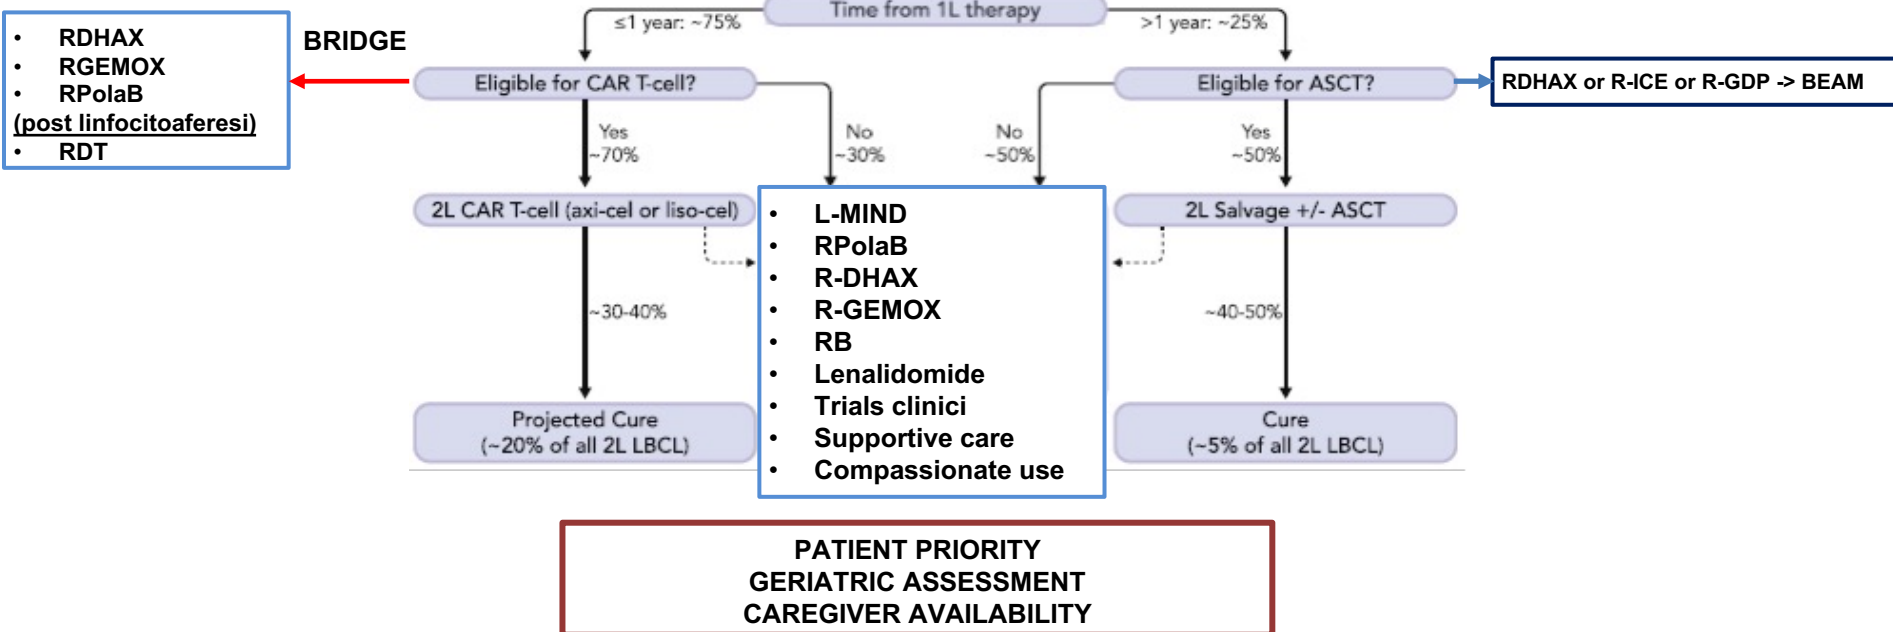 Time from 1L therapy
≤1 year: ~75%
>1 year: ~25%
• RDHAX
• RGEMOX
• RPolaB
(post linfocitoaferesi)
• RDT
BRIDGE
Eligible for CAR T-cell?
Eligible for ASCT?
RDHAX or R-ICE or R-GDP -> BEAM
Yes
~70%
No
~30%
No
~50%
Yes
~50%
2L CAR T-cell (axi-cel or liso-cel)
2L Salvage +/- ASCT
• L-MIND
• RPolaB
• R-DHAX
• R-GEMOX
• RB
• Lenalidomide
• Trials clinici
• Supportive care
• Compassionate use
~30-40%
~40-50%
Projected Cure
(~20% of all 2L LBCL)
Cure
(~5% of all 2L LBCL)
PATIENT PRIORITY
GERIATRIC ASSESSMENT
CAREGIVER AVAILABILITY